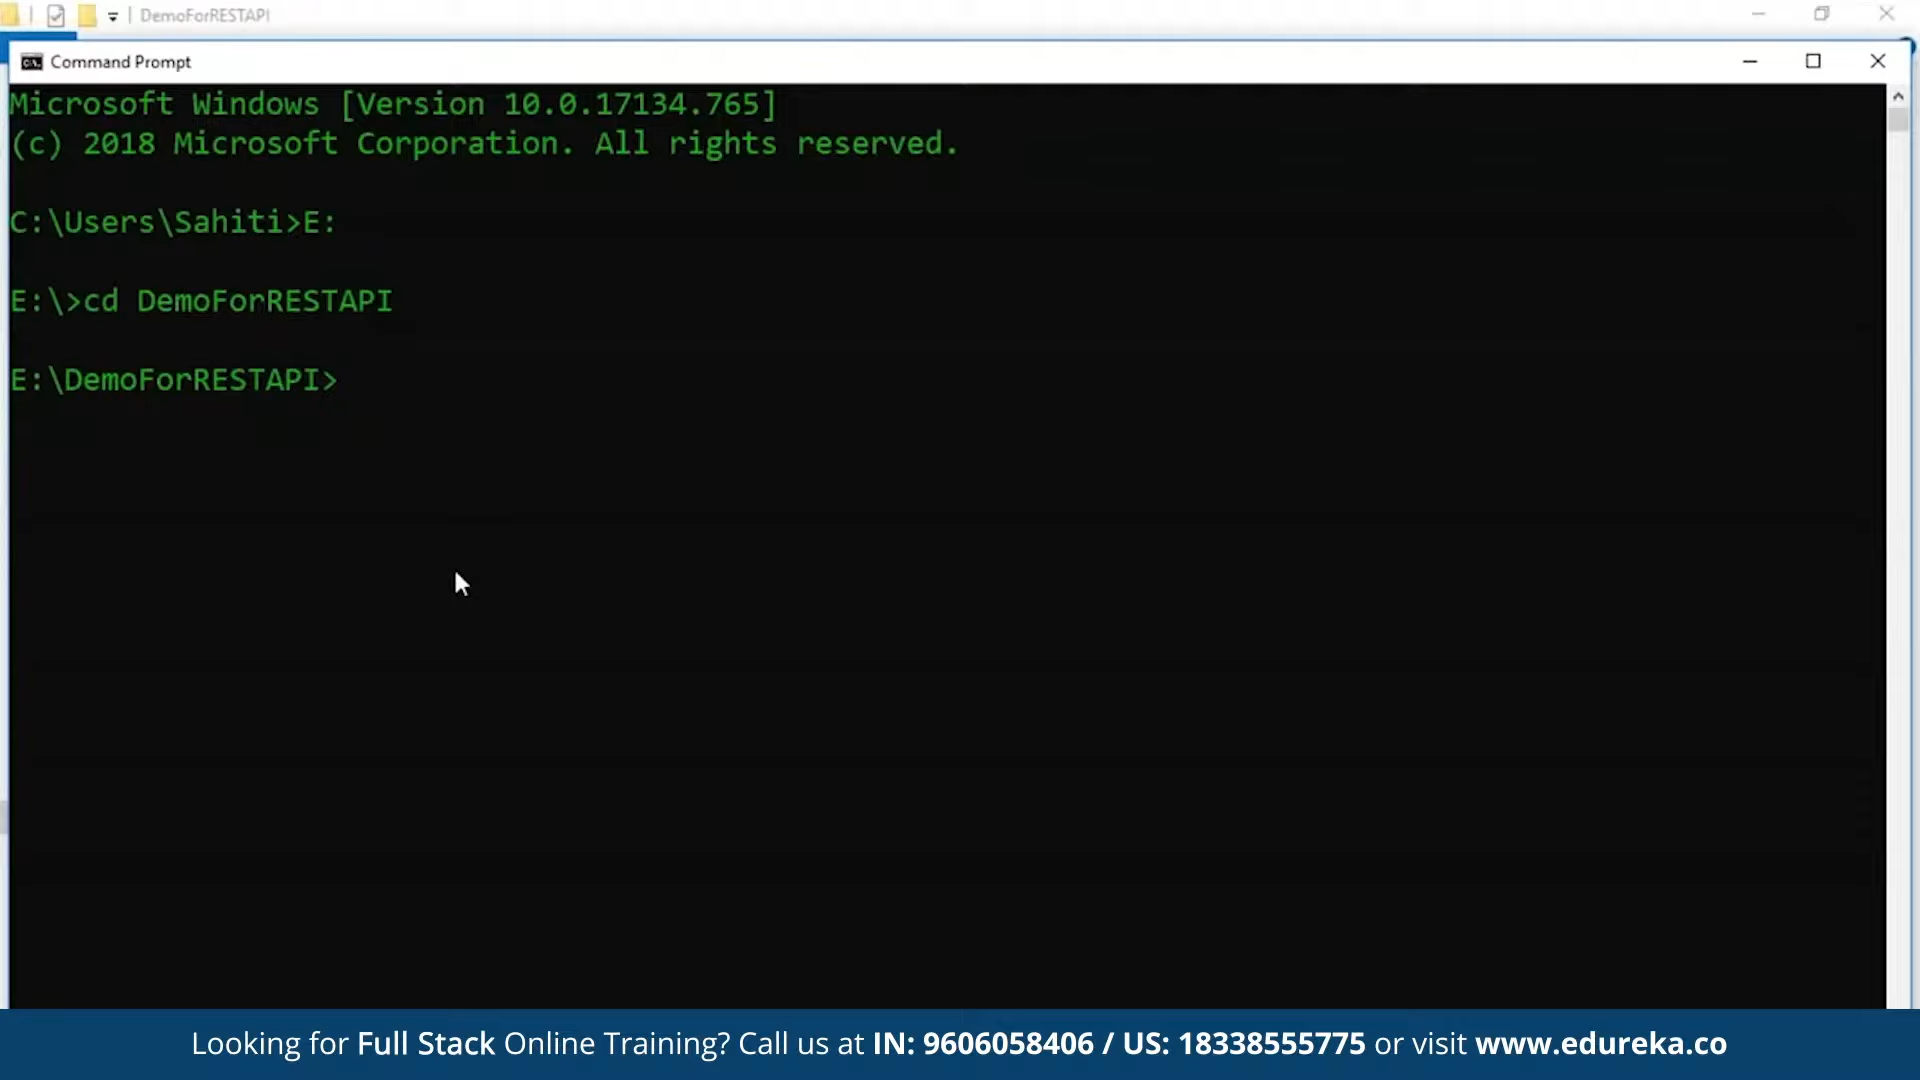 DemoForRESTAPI
Command Prompt
Microsoft Windows [Version 10.0.17134.765]
(c) 2018 Microsoft Corporation. All rights reserved.
C:\Users\Sahiti>E:
E:\>cd DemoForRESTAPI
E:\DemoForRESTAPI>
Looking for Full Stack Online Training? Call us at IN: 9606058406 / US: 18338555775 or visit www.edureka.co